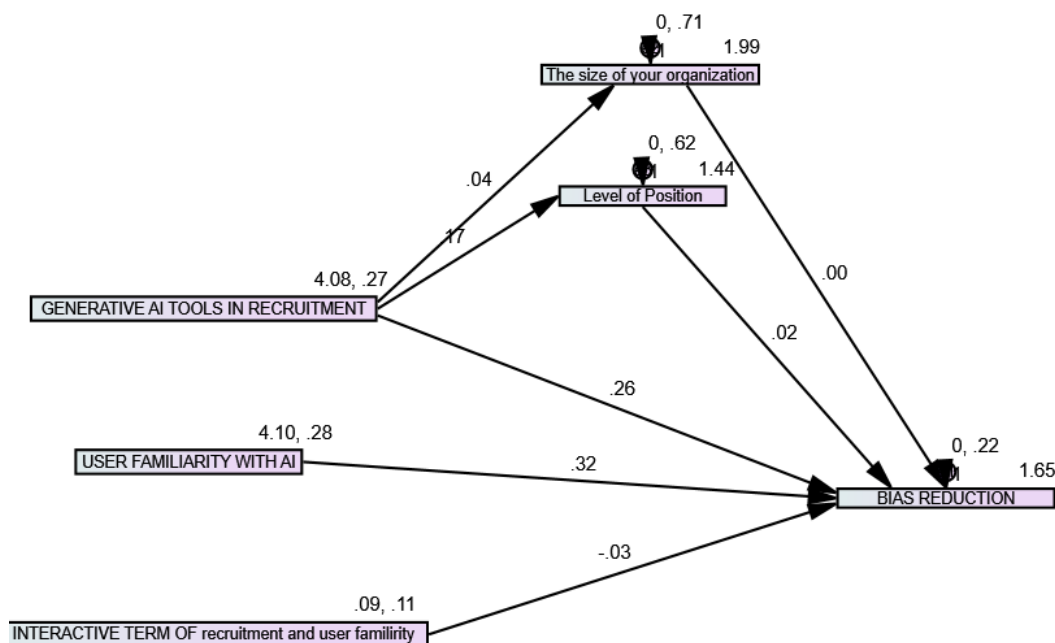 0, .71
1.99
The size of your organization
0, .62
1.44
Level of Position
.04
.17
4.08, .27
GENERATIVE AI TOOLS IN RECRUITMENT
.00
.02
.26
4.10, .28
USER FAMILIARITY WITH AI
.32
0, .22
1.65
BIAS REDUCTION
-.03
.09, .11
INTERACTIVE TERM OF recruitment and user familirity